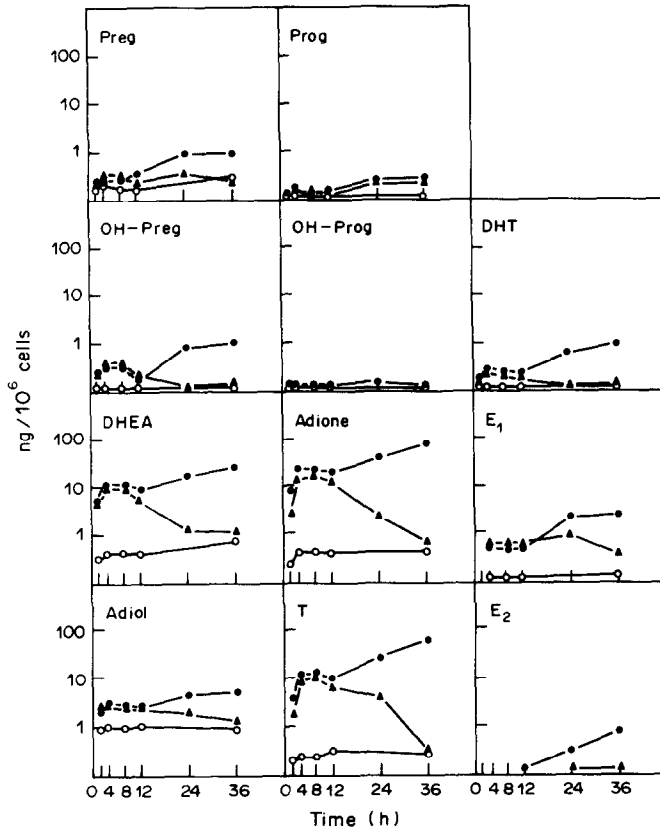 Preg
Prog
100
10
1
OH-Preg
OH-Prog
DHT
100
10
1
DHEA
Adione
E₁
100
10
1
Adiol
T
E₂
100
10
1
ng/10⁶ cells
0 4 8 12 24 36
0 4 8 12 24 36
0 4 8 12 24 36
Time (h)